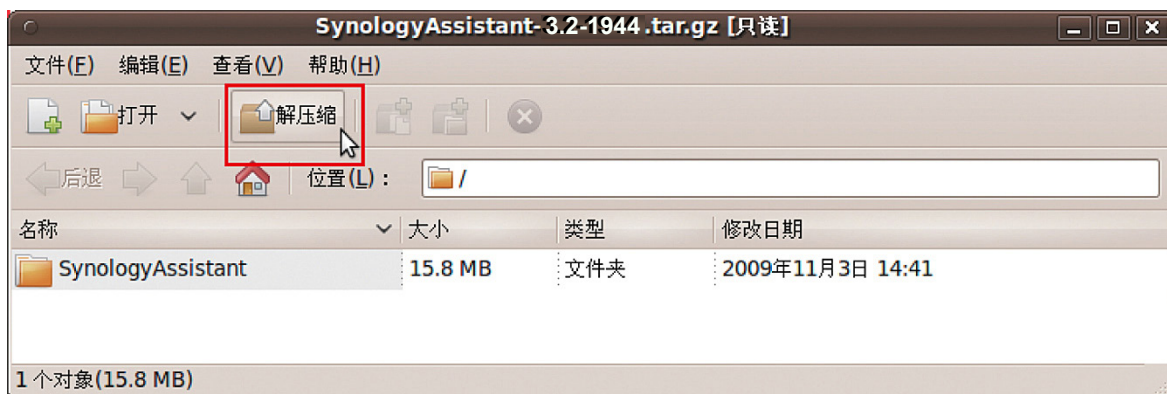 SynologyAssistant-3.2-1944.tar.gz [只读]
文件(F) 编辑(E) 查看(V) 帮助(H)
打开 解压缩
后退 位置(L): /
名称 大小 类型 修改日期
SynologyAssistant 15.8 MB 文件夹 2009年11月3日 14:41
1 个对象(15.8 MB)